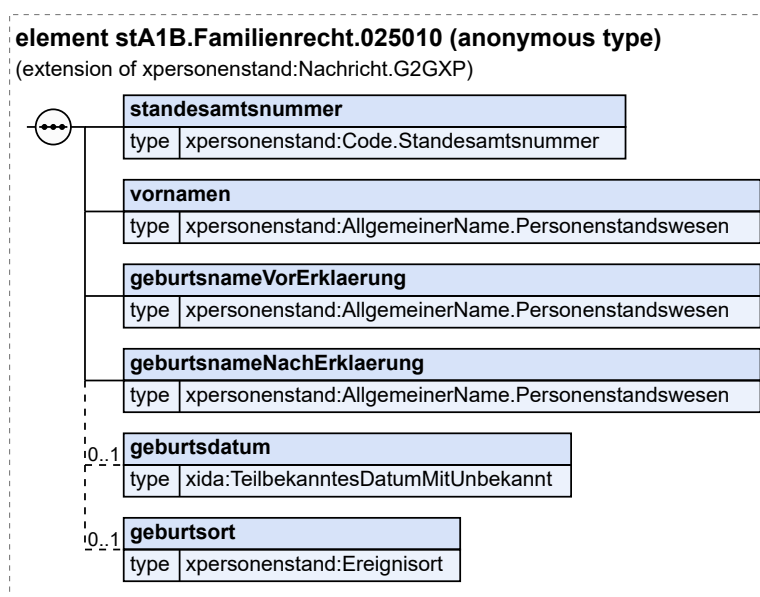 element stA1B.Familienrecht.025010 (anonymous type)
(extension of xpersonenstand:Nachricht.G2GXP)
standesamtsnummer
type xpersonenstand:Code.Standesamtsnummer
vornamen
type xpersonenstand:AllgemeinerName.Personenstandswesen
geburtsnameVorErklaerung
type xpersonenstand:AllgemeinerName.Personenstandswesen
geburtsnameNachErklaerung
type xpersonenstand:AllgemeinerName.Personenstandswesen
0..1 geburtsdatum
type xida:TeilbekanntesDatumMitUnbekannt
0..1 geburtsort
type xpersonenstand:Ereignisort